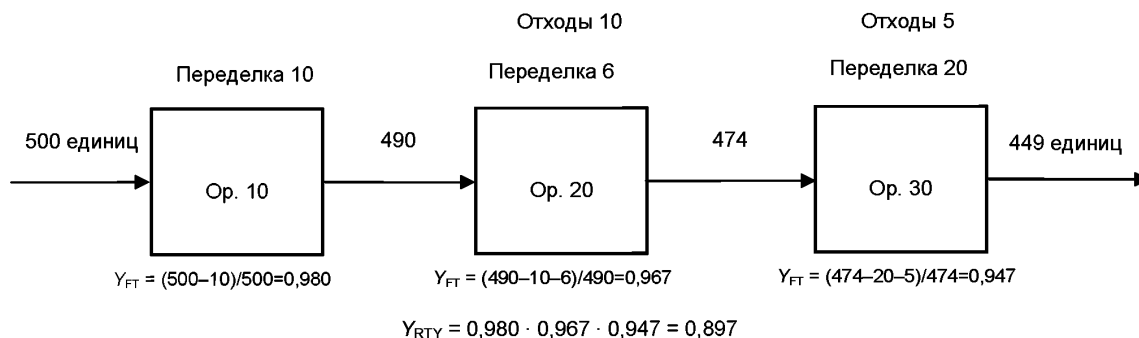 Отходы 10
Отходы 5
Переделка 10
Переделка 6
Переделка 20
500 единиц
490
474
449 единиц
Ор. 10
Ор. 20
Ор. 30
YFT = (500–10)/500=0,980
YFT = (490–10–6)/490=0,967
YFT = (474–20–5)/474=0,947
YRTY = 0,980 · 0,967 · 0,947 = 0,897